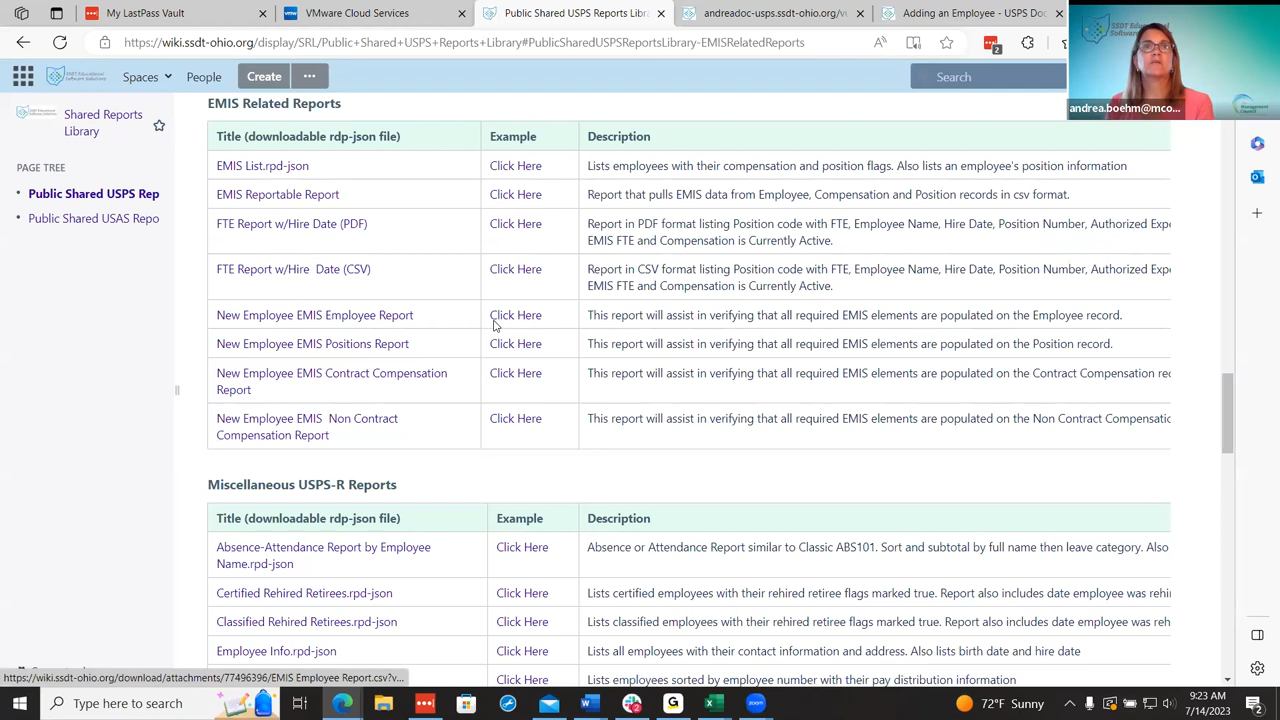 My LastPass Vault
VMware Cloud Services
Public Shared USPS Reports Libr
andreadoc-usps.ssdt-ohio.org/v
Adding an Employee - USPS Doc
https://wiki.ssdt-ohio.org/display/SRL/Public+Shared+USPS+Reports+Library#PublicSharedUSPSReportsLibrary-EMISRelatedReports
2
Spaces
People
Create
Search
andrea.boehm@mco...
Shared Reports
Library
PAGE TREE
Public Shared USPS Rep
Public Shared USAS Repo
EMIS Related Reports
Title (downloadable rdp-json file) Example Description
EMIS List.rpd-json Click Here Lists employees with their compensation and position flags. Also lists an employee's position information
EMIS Reportable Report Click Here Report that pulls EMIS data from Employee, Compensation and Position records in csv format.
FTE Report w/Hire Date (PDF) Click Here Report in PDF format listing Position code with FTE, Employee Name, Hire Date, Position Number, Authorized Expe
EMIS FTE and Compensation is Currently Active.
FTE Report w/Hire Date (CSV) Click Here Report in CSV format listing Position code with FTE, Employee Name, Hire Date, Position Number, Authorized Expe
EMIS FTE and Compensation is Currently Active.
New Employee EMIS Employee Report Click Here This report will assist in verifying that all required EMIS elements are populated on the Employee record.
New Employee EMIS Positions Report Click Here This report will assist in verifying that all required EMIS elements are populated on the Position record.
New Employee EMIS Contract Compensation Click Here This report will assist in verifying that all required EMIS elements are populated on the Contract Compensation rec
Report
New Employee EMIS Non Contract Click Here This report will assist in verifying that all required EMIS elements are populated on the Non Contract Compensatio
Compensation Report
Miscellaneous USPS-R Reports
Title (downloadable rdp-json file) Example Description
Absence-Attendance Report by Employee Click Here Absence or Attendance Report similar to Classic ABS101. Sort and subtotal by full name then leave category. Also
Name.rpd-json
Certified Rehired Retirees.rpd-json Click Here Lists certified employees with their rehired retiree flags marked true. Report also includes date employee was rehi
Classified Rehired Retirees.rpd-json Click Here Lists classified employees with their rehired retiree flags marked true. Report also includes date employee was reh
Employee Info.rpd-json Click Here Lists all employees with their contact information and address. Also lists birth date and hire date
Click Here Lists employees sorted by employee number with their pay distribution information
https://wiki.ssdt-ohio.org/download/attachments/77496396/EMIS Employee Report.csv?v...
Type here to search
72°F Sunny
9:23 AM
7/14/2023
2